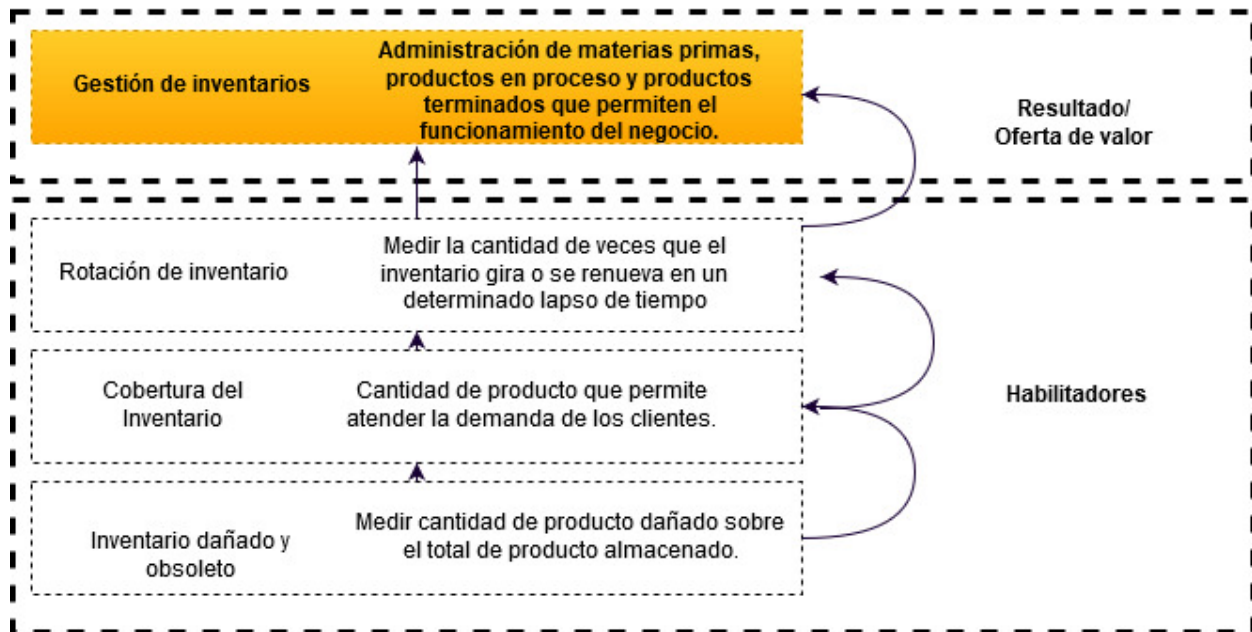 Gestión de inventarios
Administración de materias primas,
productos en proceso y productos
terminados que permiten el
funcionamiento del negocio.
Resultado/
Oferta de valor
Rotación de inventario
Medir la cantidad de veces que el
inventario gira o se renueva en un
determinado lapso de tiempo
Cobertura del
Inventario
Cantidad de producto que permite
atender la demanda de los clientes.
Habilitadores
Inventario dañado y
obsoleto
Medir cantidad de producto dañado sobre
el total de producto almacenado.